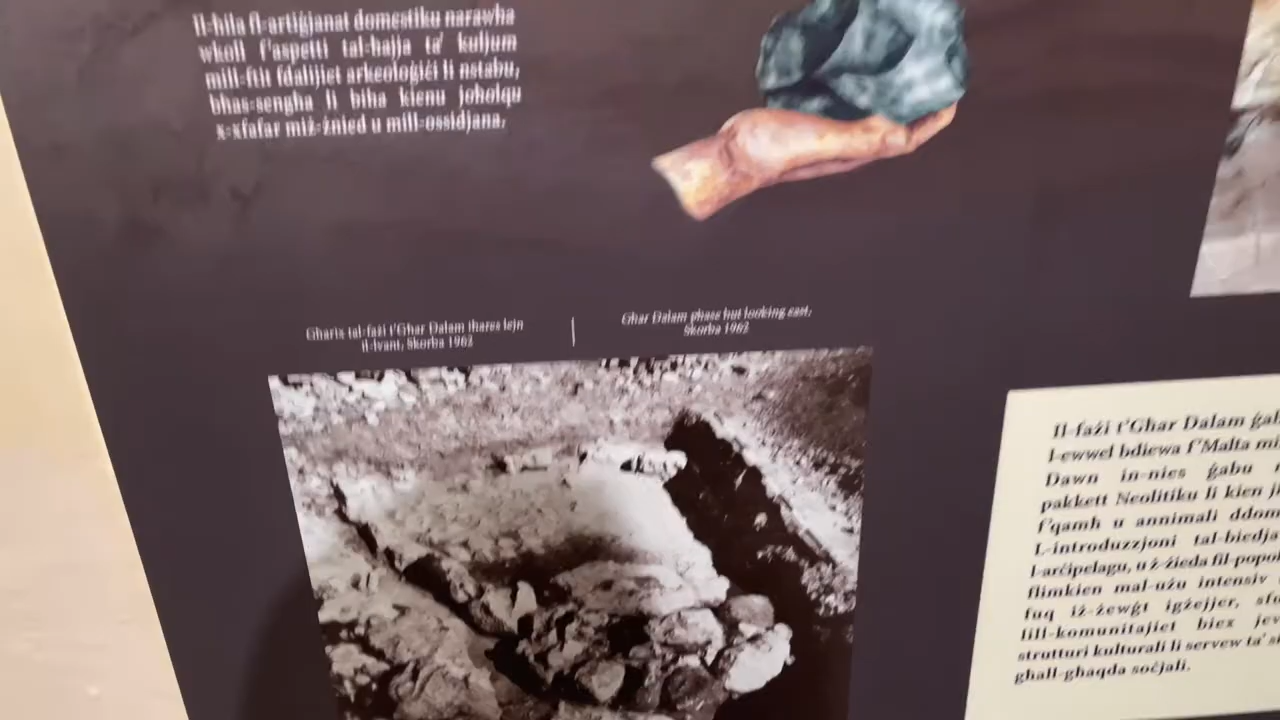 Il-ħila fl-artiġjanat domestiku narawha
wkoll f'aspetti tal-ħajja ta' kuljum
mill-ftit fdalijiet arkeoloġiċi li nstabu,
bħas-sengħa li biha kienu joħolqu
x-xfafar miż-żnied u mill-ossidjana.
Għarix tal-fażi t'Għar Dalam iħares lejn
il-lvant, Skorba 1962
Għar Dalam phase hut looking east,
Skorba 1962
Il-fażi t'Għar Dalam
l-ewwel bdiewa f'Malta
Dawn in-nies ġabu
pakkett Neolitiku li kien
f'qamħ u annimali
L-introduzzjoni
l-arċipelagu, u ż-żieda
flimkien mal-użu intensiv
fuq iż-żewġt igżejjer,
lill-komunitajiet biex
strutturi kulturali li servew ta'
għall-għaqda soċjali.